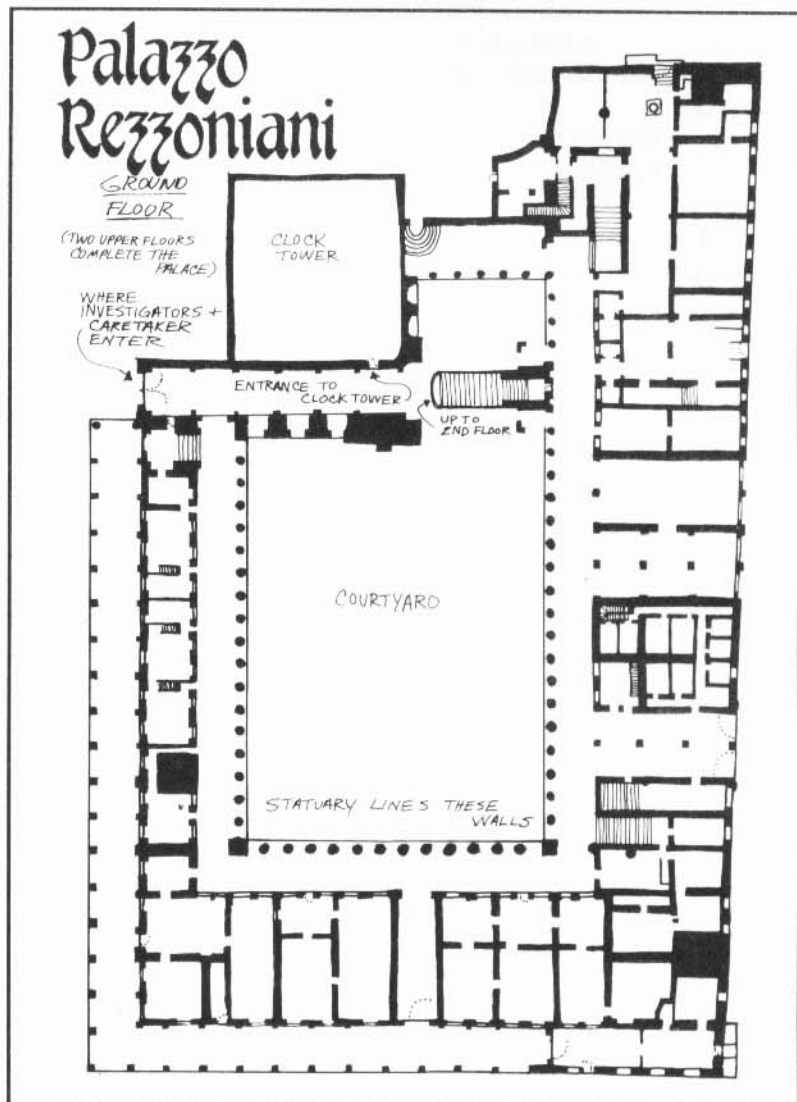 Palazzo
Rezzoniani
GROUND
FLOOR
(TWO UPPER FLOORS
COMPLETE THE
PALACE)
WHERE
INVESTIGATORS +
CARETAKER
ENTER
CLOCK
TOWER
ENTRANCE TO
CLOCK TOWER
UP TO
2ND FLOOR
COURTYARD
STATUARY LINES THESE
WALLS